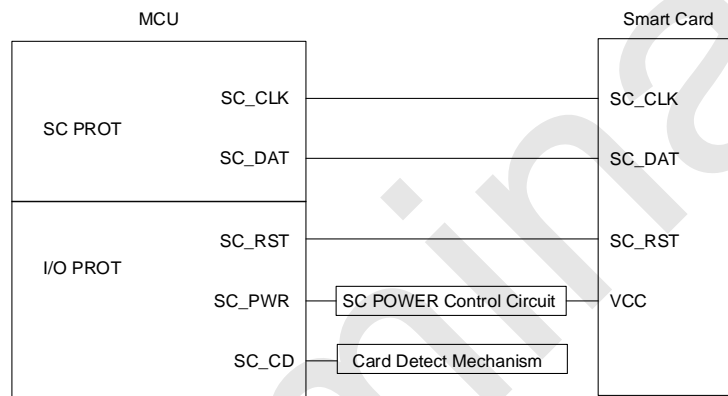 MCU Smart Card
SC_CLK SC_CLK
SC PROT
SC_DAT SC_DAT
SC_RST SC_RST
I/O PROT
SC_PWR SC POWER Control Circuit VCC
SC_CD Card Detect Mechanism